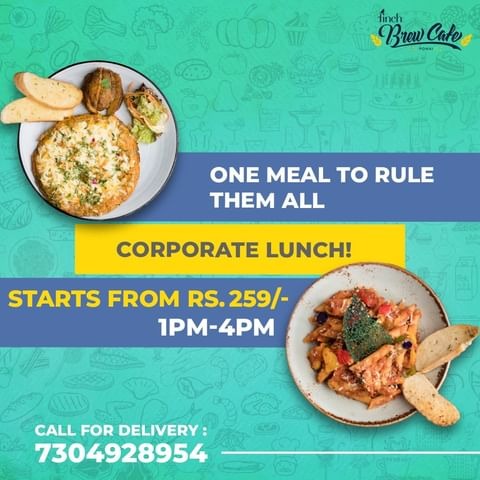 finch
Brew Cafe
POWAI
ONE MEAL TO RULE
THEM ALL
CORPORATE LUNCH!
STARTS FROM RS. 259/-
1PM-4PM
CALL FOR DELIVERY :
7304928954